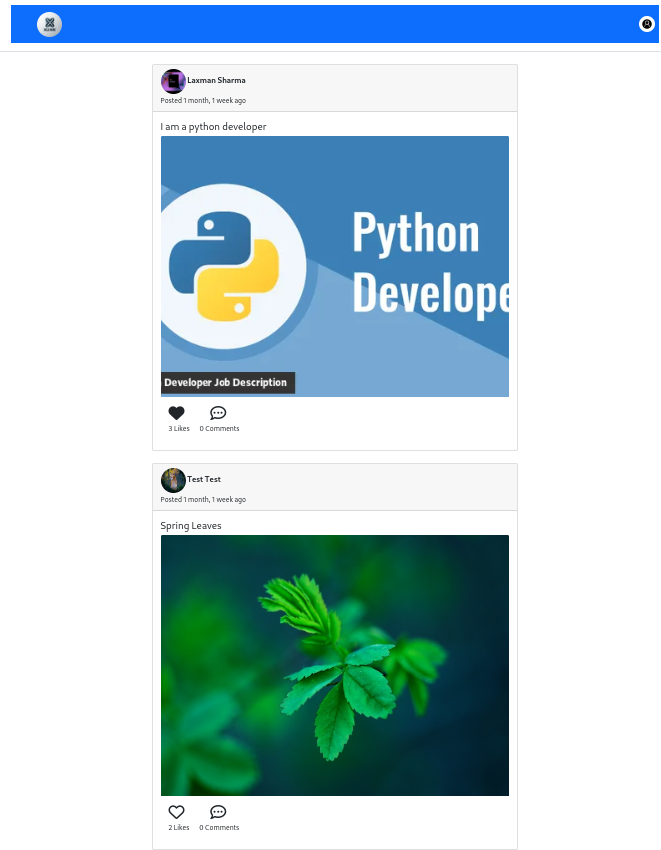 Laxman Sharma
Posted 1 month, 1 week ago
I am a python developer
Python
Develope
Developer Job Description
3 Likes
0 Comments
Test Test
Posted 1 month, 1 week ago
Spring Leaves
2 Likes
0 Comments